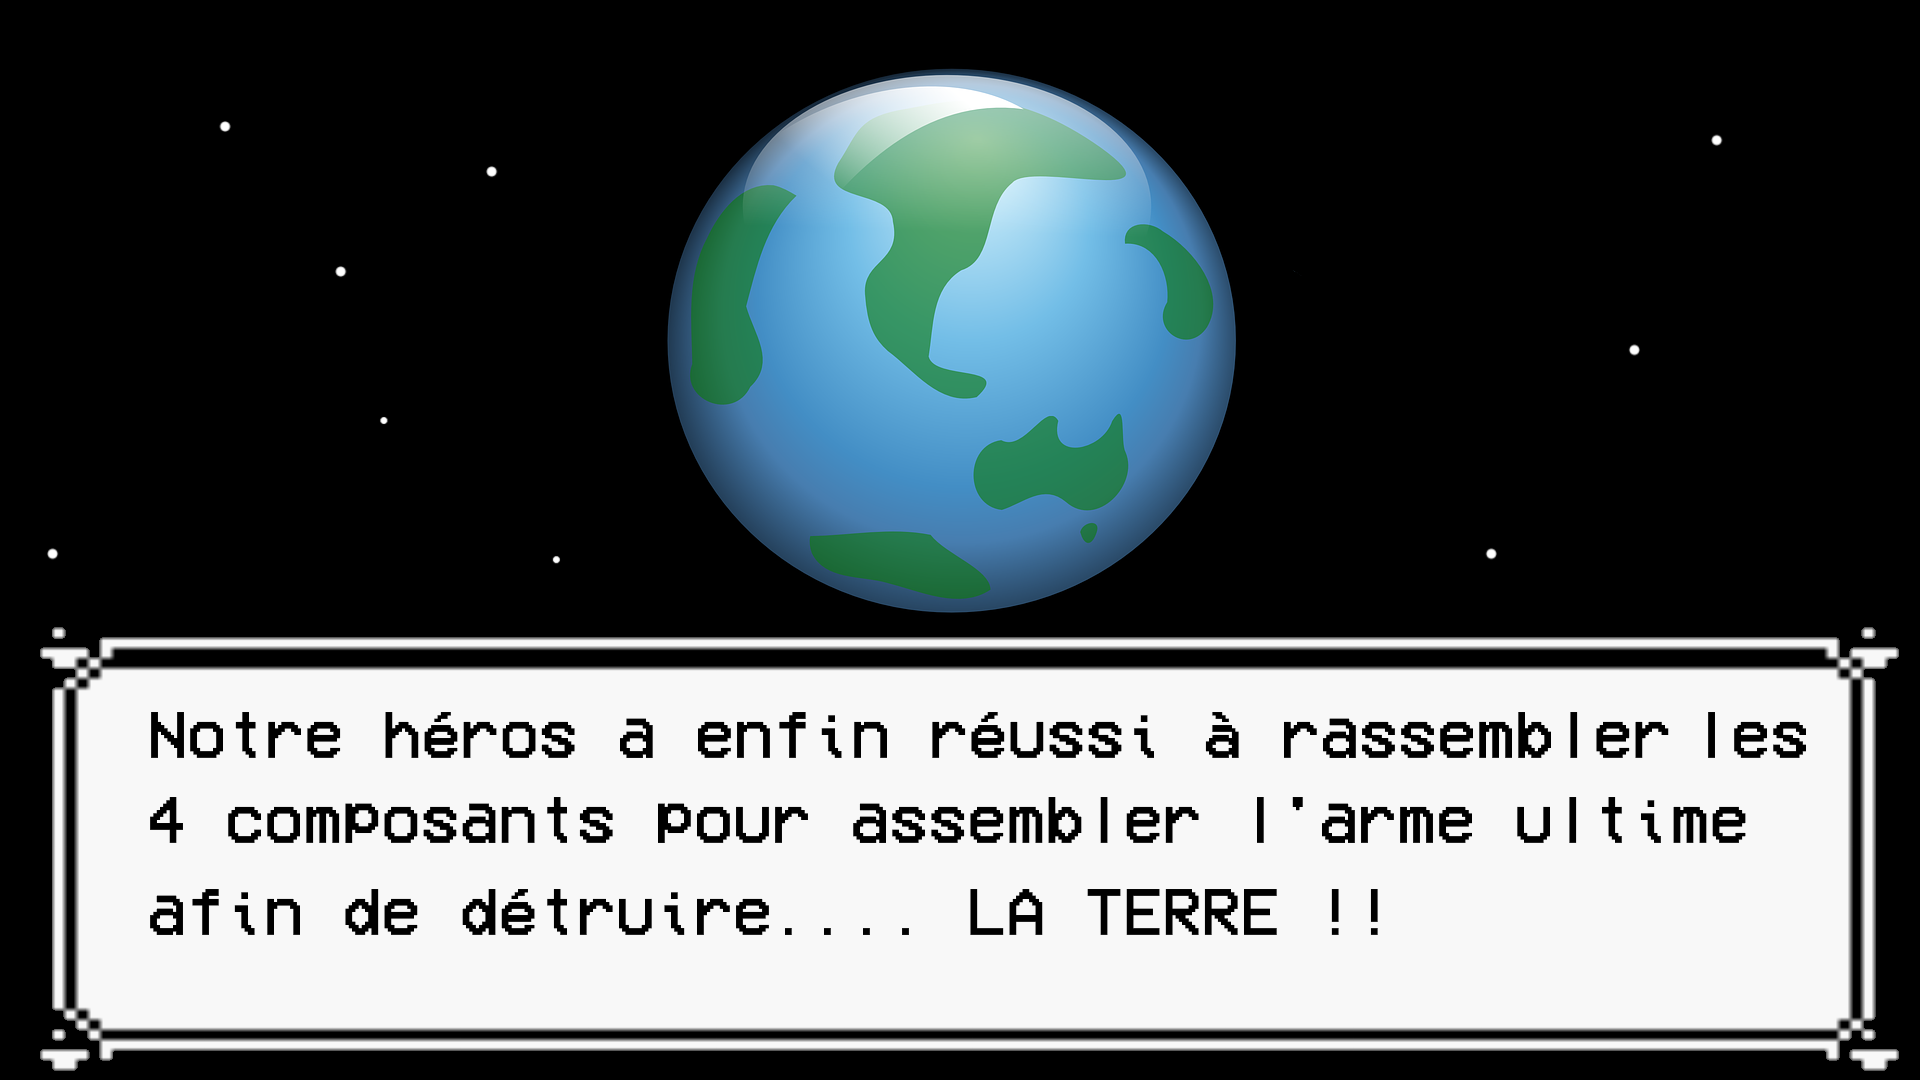 Notre héros a enfin réussi à rassembler les
4 composants pour assembler l'arme ultime
afin de détruire.... LA TERRE !!